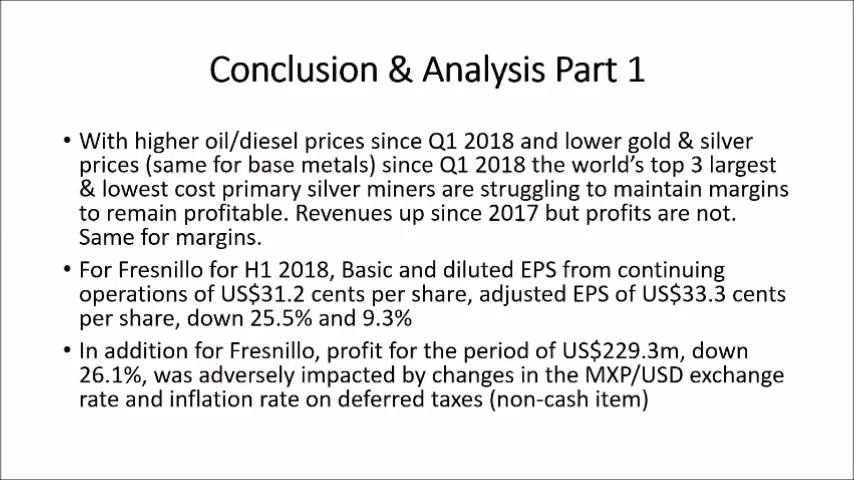 Conclusion & Analysis Part 1
• With higher oil/diesel prices since Q1 2018 and lower gold & silver
prices (same for base metals) since Q1 2018 the world's top 3 largest
& lowest cost primary silver miners are struggling to maintain margins
to remain profitable. Revenues up since 2017 but profits are not.
Same for margins.
• For Fresnillo for H1 2018, Basic and diluted EPS from continuing
operations of US$31.2 cents per share, adjusted EPS of US$33.3 cents
per share, down 25.5% and 9.3%
• In addition for Fresnillo, profit for the period of US$229.3m, down
26.1%, was adversely impacted by changes in the MXP/USD exchange
rate and inflation rate on deferred taxes (non-cash item)